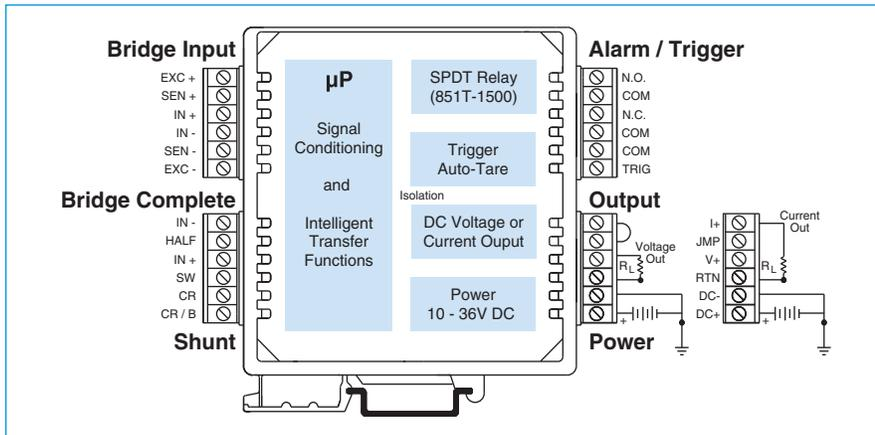 Bridge Input
EXC +
SEN +
IN +
IN -
SEN -
EXC -
Bridge Complete
IN -
HALF
IN +
SW
CR
CR / B
Shunt
µP
Signal
Conditioning
and
Intelligent
Transfer
Functions
SPDT Relay
(851T-1500)
Trigger
Auto-Tare
Isolation
DC Voltage or
Current Ouput
Power
10 - 36V DC
Alarm / Trigger
N.O.
COM
N.C.
COM
COM
TRIG
Output
Voltage
Out
RL
+
Power
I+
JMP
V+
RTN
DC-
DC+
Current
Out
RL
+